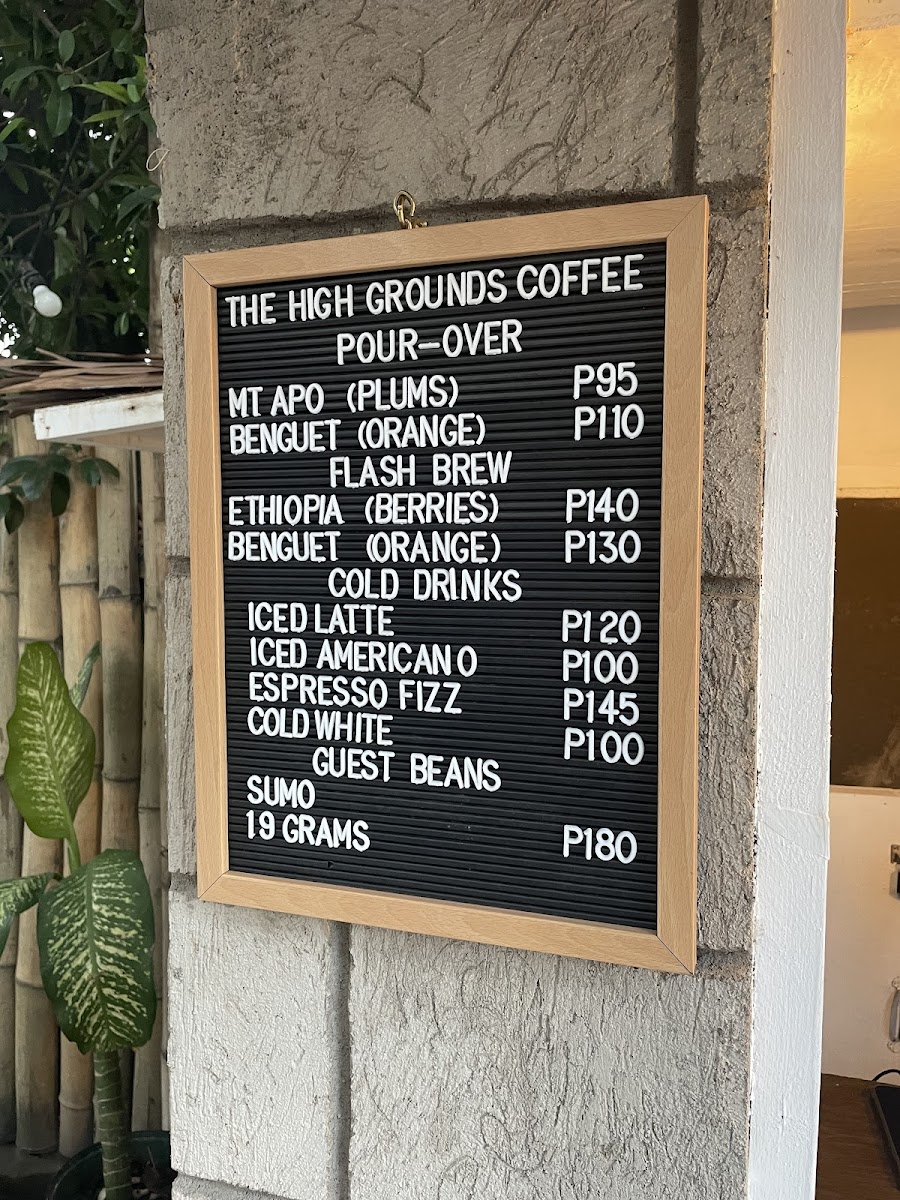 THE HIGH GROUNDS COFFEE
POUR-OVER
MT APO (PLUMS) P95
BENGUET (ORANGE) P110
FLASH BREW
ETHIOPIA (BERRIES) P140
BENGUET (ORANGE) P130
COLD DRINKS
ICED LATTE P120
ICED AMERICANO P100
ESPRESSO FIZZ P145
COLD WHITE P100
GUEST BEANS
SUMO
19 GRAMS P180